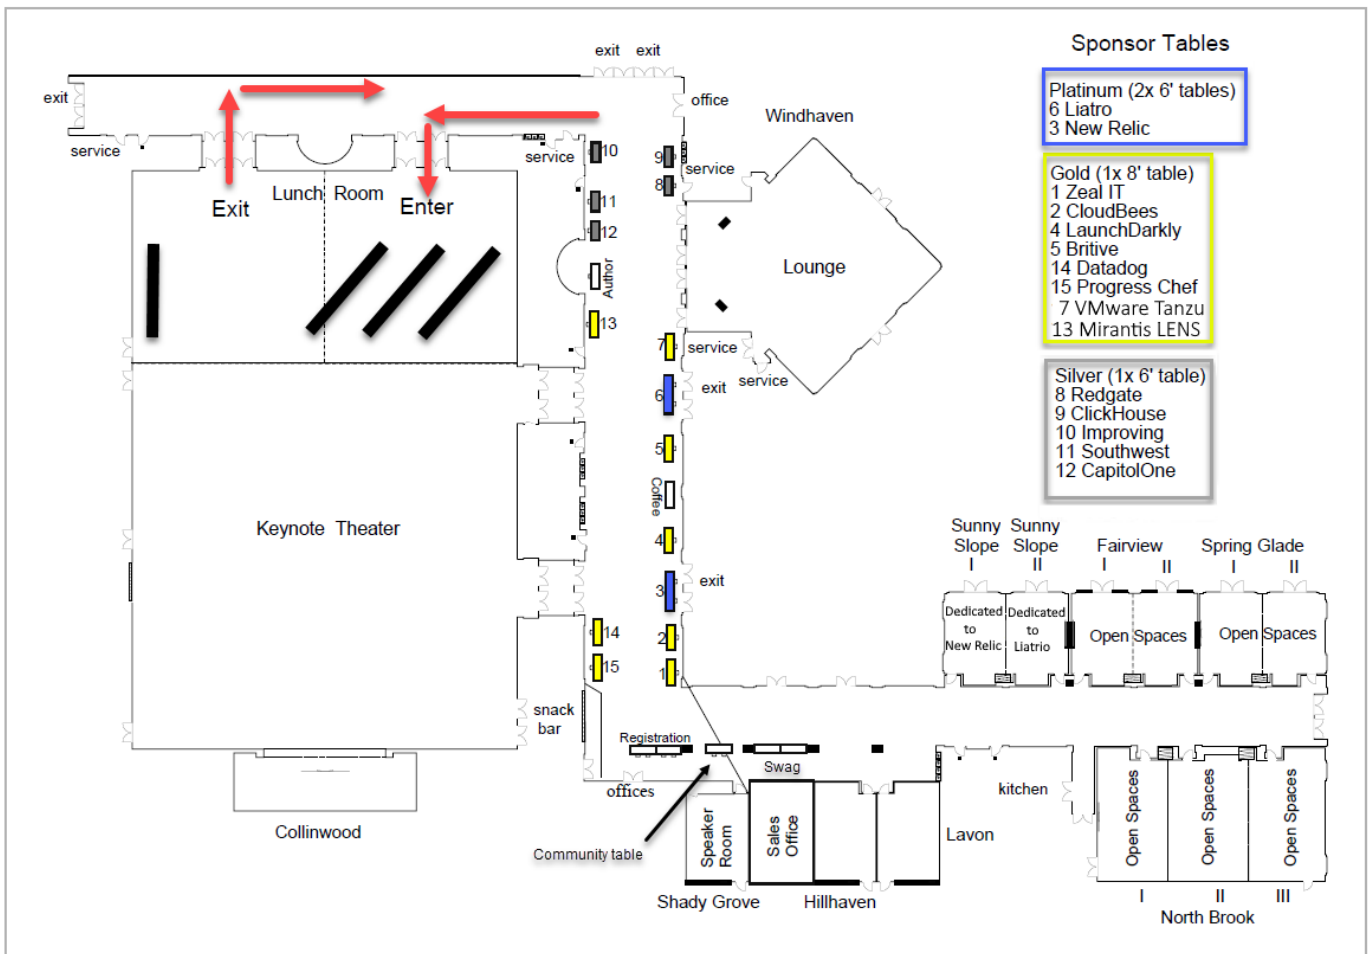 Sponsor Tables
Platinum (2x 6' tables)
6 Liatro
3 New Relic
Gold (1x 8' table)
1 Zeal IT
2 CloudBees
4 LaunchDarkly
5 Britive
14 Datadog
15 Progress Chef
7 VMware Tanzu
13 Mirantis LENS
Silver (1x 6' table)
8 Redgate
9 ClickHouse
10 Improving
11 Southwest
12 CapitolOne
exit exit
exit
office
Windhaven
service
service
service
10
9
8
11
12
Lunch Room
Exit
Enter
Author
Lounge
13
7
service
service
6
exit
5
Coffee
Keynote Theater
4
3
exit
14
2
15
1
Sunny Slope I
Sunny Slope II
Fairview
I II
Spring Glade
I II
Dedicated to New Relic
Dedicated to Liatrio
Open Spaces
Open Spaces
snack bar
Registration
Swag
offices
kitchen
Community table
Collinwood
Speaker Room
Sales Office
Lavon
Shady Grove
Hillhaven
Open Spaces
Open Spaces
Open Spaces
I II III
North Brook